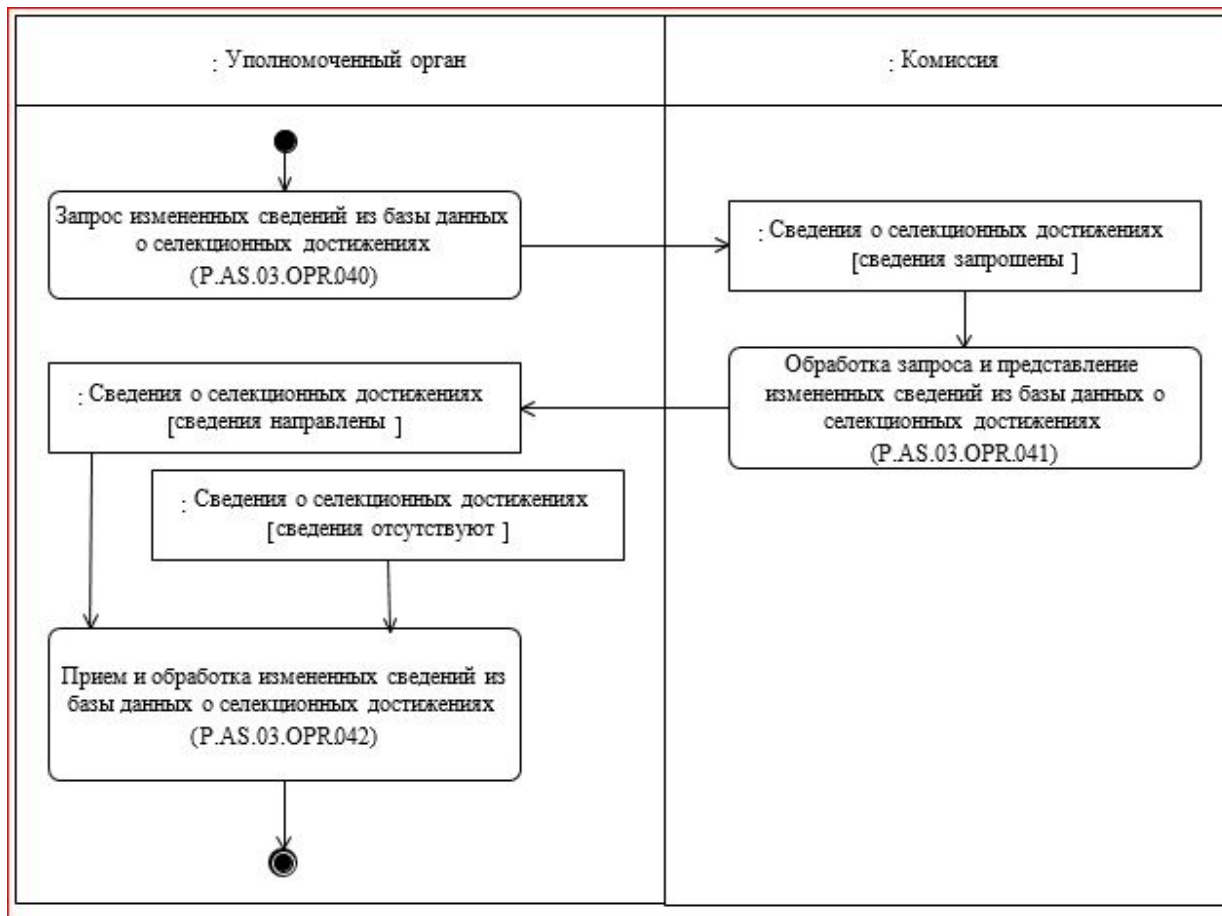 : Уполномоченный орган
: Комиссия
Запрос измененных сведений из базы данных
о селекционных достижениях
(P.AS.03.OPR.040)
: Сведения о селекционных достижениях
[сведения запрошены ]
Обработка запроса и представление
измененных сведений из базы данных о
селекционных достижениях
(P.AS.03.OPR.041)
: Сведения о селекционных достижениях
[сведения направлены ]
: Сведения о селекционных достижениях
[сведения отсутствуют ]
Прием и обработка измененных сведений из
базы данных о селекционных достижениях
(P.AS.03.OPR.042)